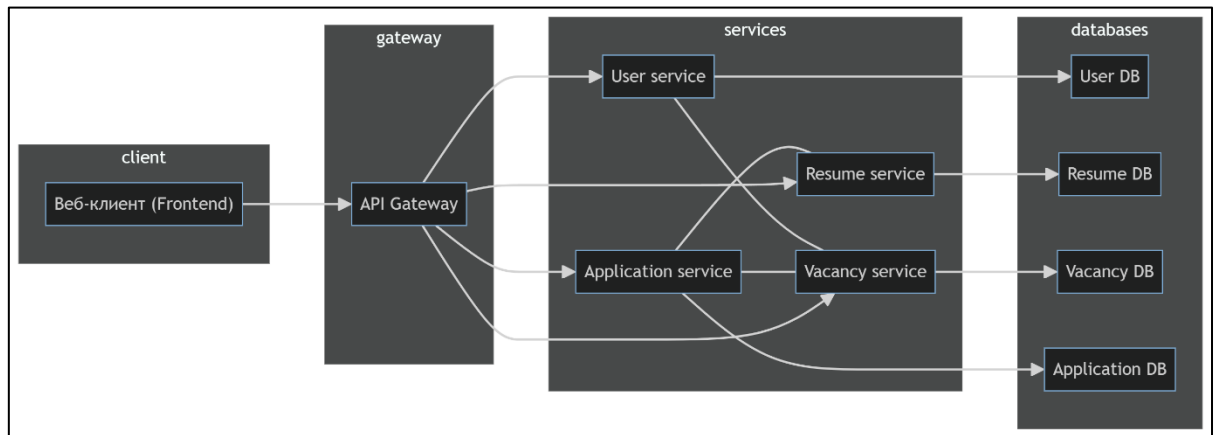 client
Веб-клиент (Frontend)
gateway
API Gateway
services
User service
Resume service
Application service
Vacancy service
databases
User DB
Resume DB
Vacancy DB
Application DB